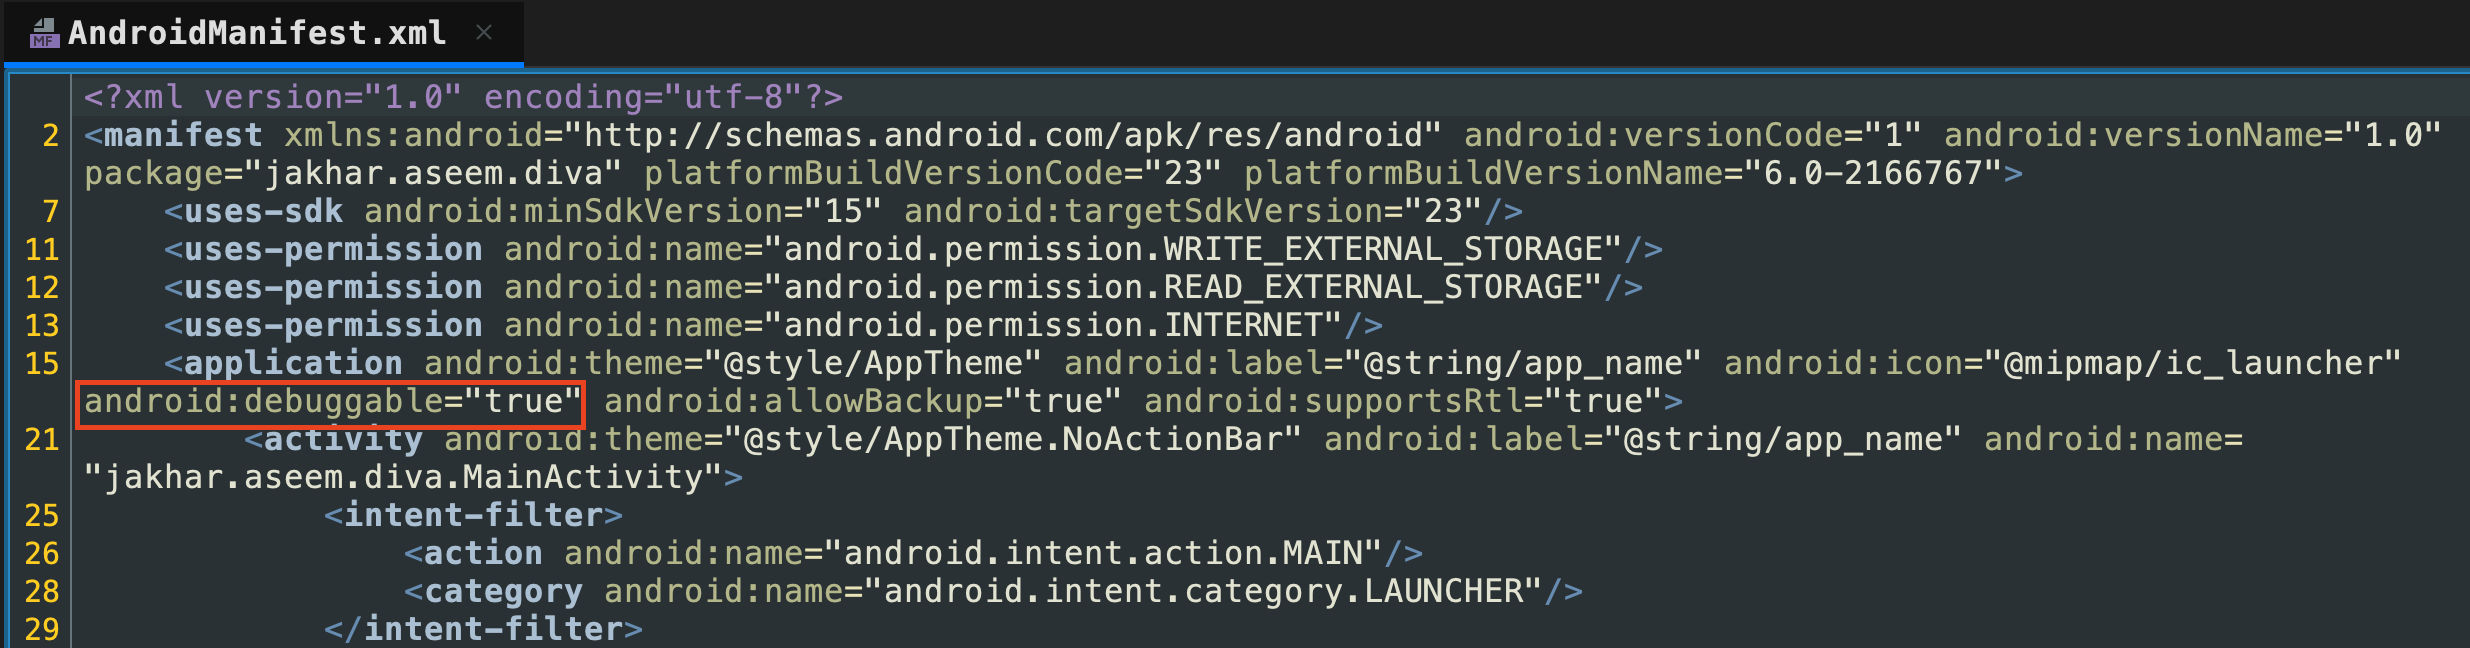 MF AndroidManifest.xml ×
<?xml version="1.0" encoding="utf-8"?>
2 <manifest xmlns:android="http://schemas.android.com/apk/res/android" android:versionCode="1" android:versionName="1.0"
package="jakhar.aseem.diva" platformBuildVersionCode="23" platformBuildVersionName="6.0-2166767">
7 <uses-sdk android:minSdkVersion="15" android:targetSdkVersion="23"/>
11 <uses-permission android:name="android.permission.WRITE_EXTERNAL_STORAGE"/>
12 <uses-permission android:name="android.permission.READ_EXTERNAL_STORAGE"/>
13 <uses-permission android:name="android.permission.INTERNET"/>
15 <application android:theme="@style/AppTheme" android:label="@string/app_name" android:icon="@mipmap/ic_launcher"
android:debuggable="true" android:allowBackup="true" android:supportsRtl="true">
21 <activity android:theme="@style/AppTheme.NoActionBar" android:label="@string/app_name" android:name=
"jakhar.aseem.diva.MainActivity">
25 <intent-filter>
26 <action android:name="android.intent.action.MAIN"/>
28 <category android:name="android.intent.category.LAUNCHER"/>
29 </intent-filter>